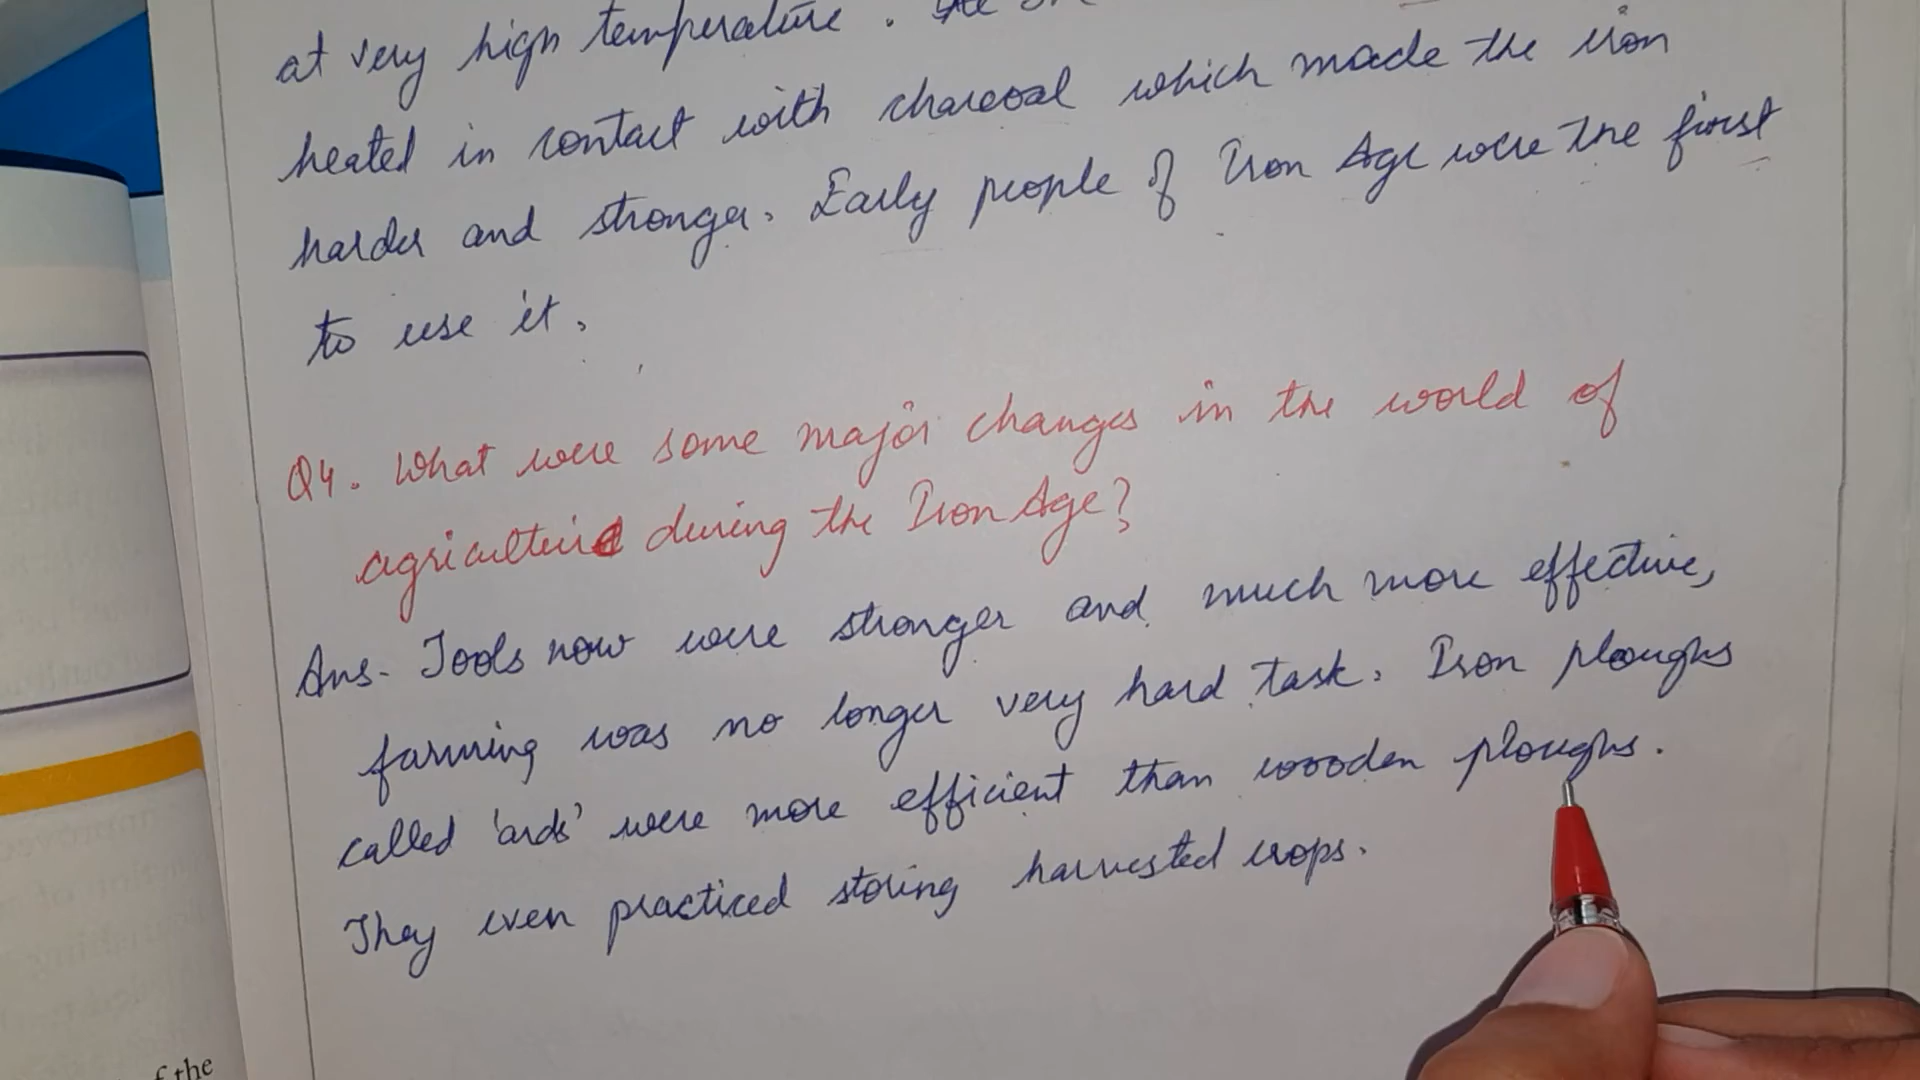 at very high temperature.
heated in contact with charcoal which made the iron
harder and stronger. Early people of Iron Age were the first
to use it.
Q4. What were some major changes in the world of
agriculture during the Iron Age?
Ans. Tools now were stronger and much more effective,
farming was no longer very hard task. Iron ploughs
called 'ards' were more efficient than wooden ploughs.
They even practiced storing harvested crops.
of the